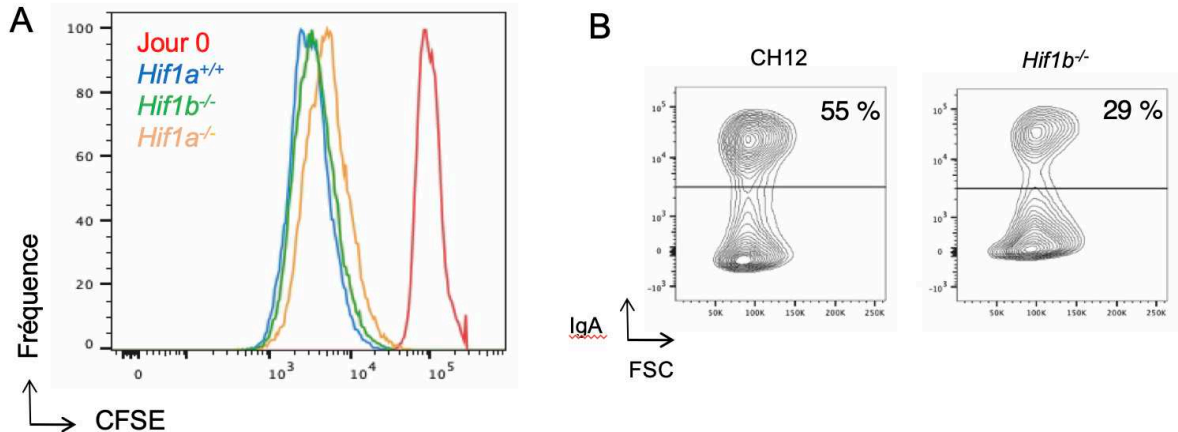 A
Fréquence
100
80
60
40
20
0
Jour 0
Hif1a+/+
Hif1b-/-
Hif1a-/-
0
10³
10⁴
10⁵
CFSE
B
CH12
Hif1b-/-
55 %
10⁵
10⁴
10³
0
-10³
50K
100K
150K
200K
250K
29 %
10⁵
10⁴
10³
0
-10³
50K
100K
150K
200K
250K
IgA
FSC